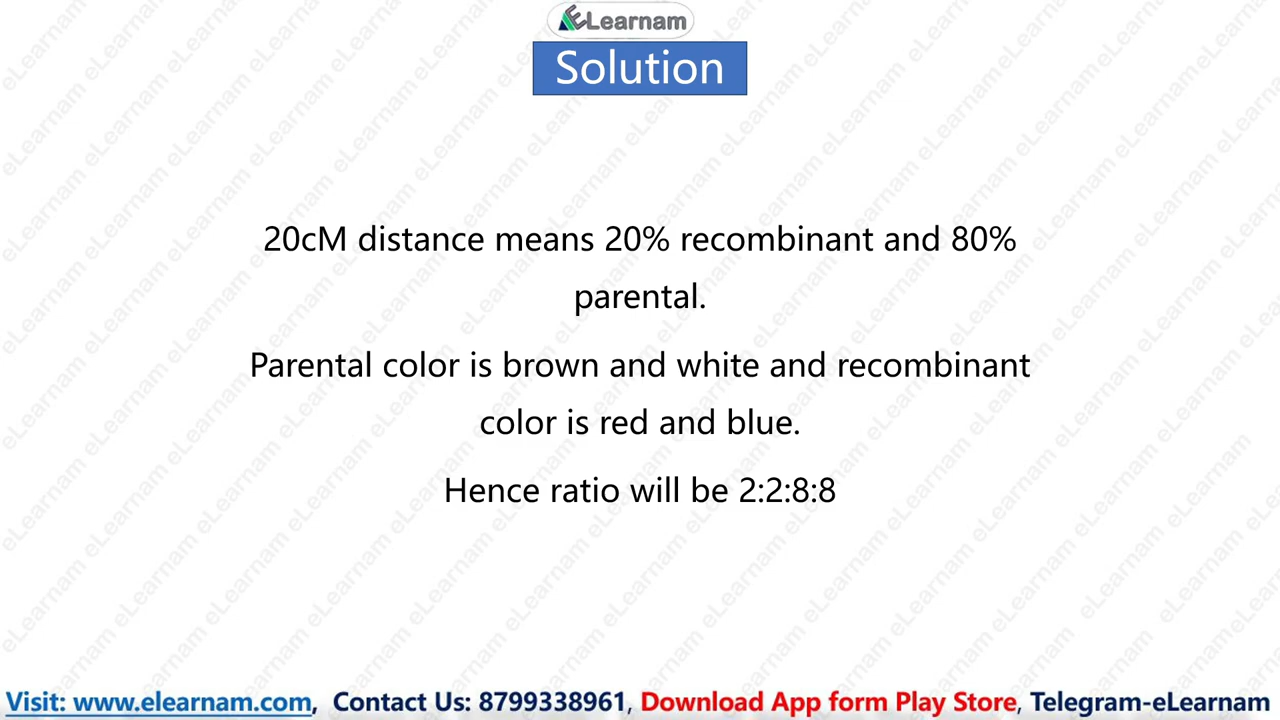 ELearnam
Solution
20cM distance means 20% recombinant and 80%
parental.
Parental color is brown and white and recombinant
color is red and blue.
Hence ratio will be 2:2:8:8
Visit: www.elearnam.com, Contact Us: 8799338961, Download App form Play Store, Telegram-eLearnam